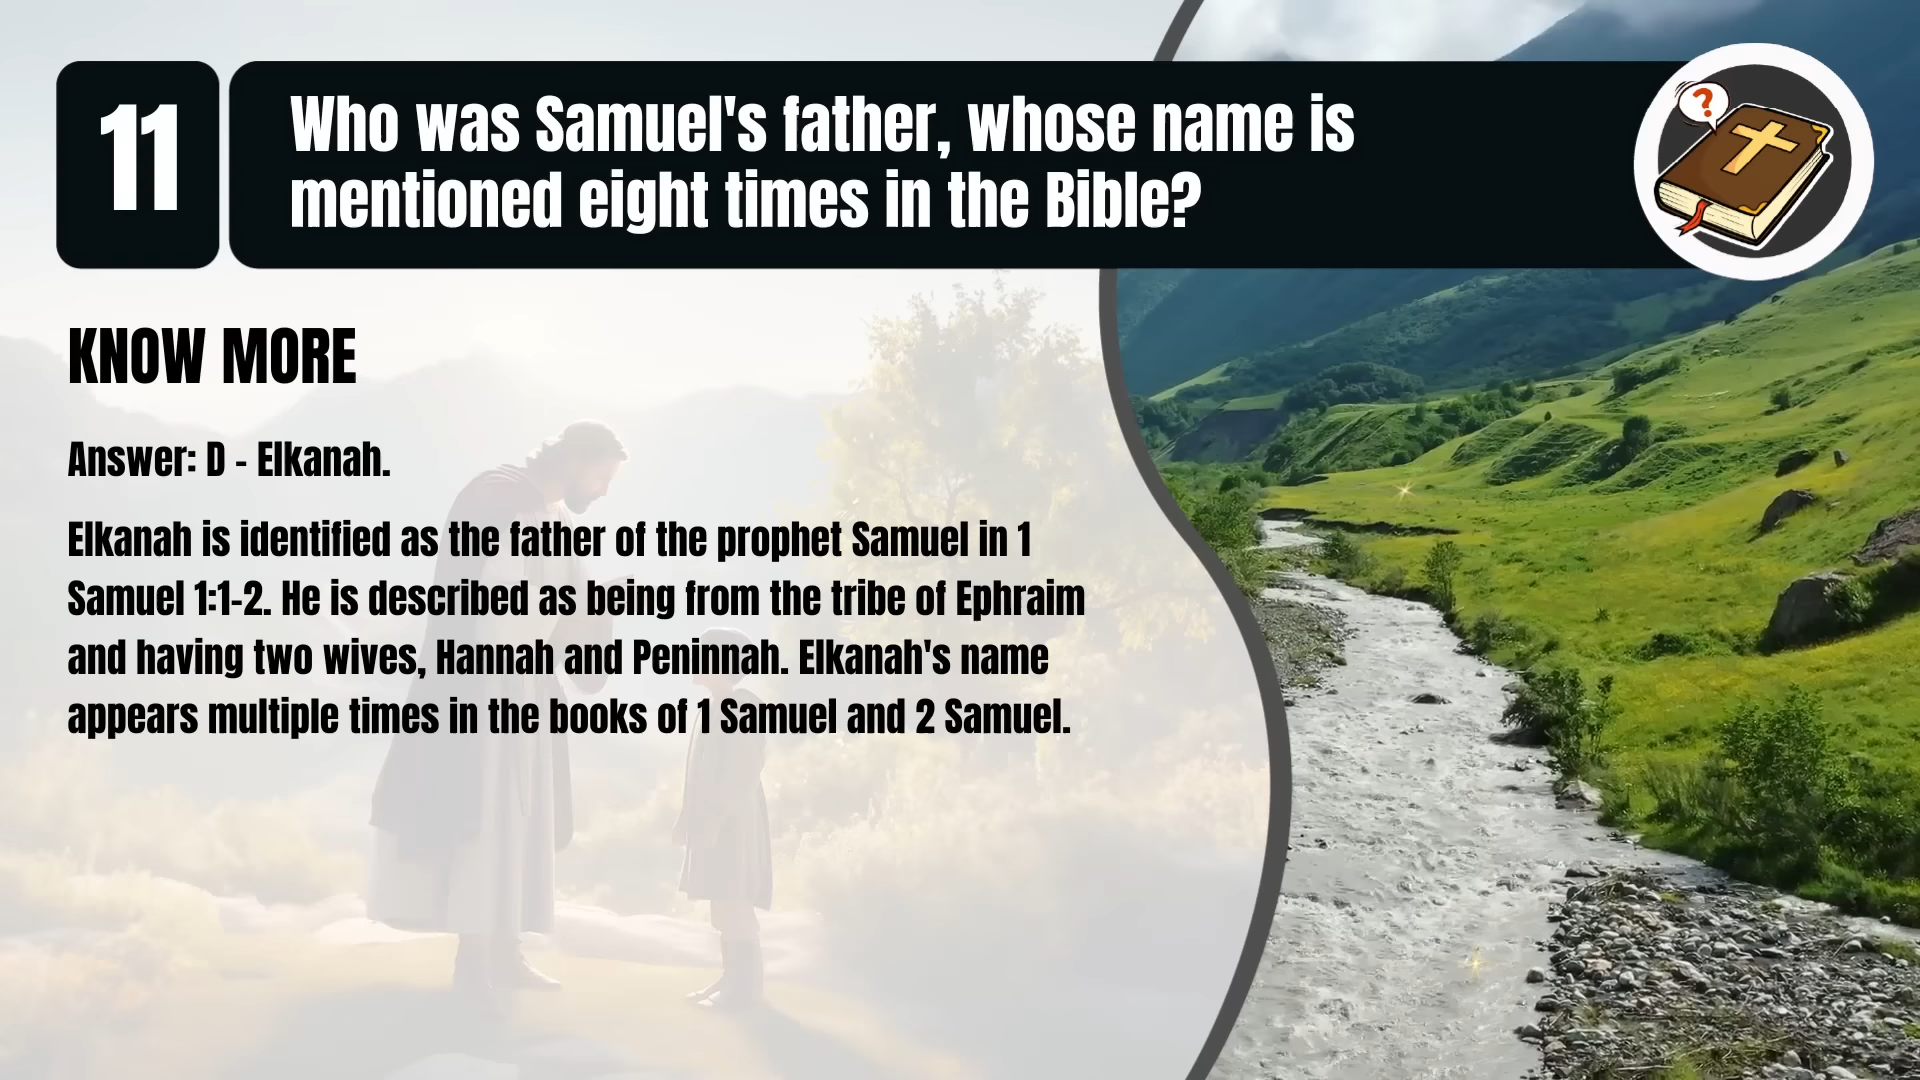 11
Who was Samuel's father, whose name is
mentioned eight times in the Bible?
?
KNOW MORE
Answer: D - Elkanah.
Elkanah is identified as the father of the prophet Samuel in 1
Samuel 1:1-2. He is described as being from the tribe of Ephraim
and having two wives, Hannah and Peninnah. Elkanah's name
appears multiple times in the books of 1 Samuel and 2 Samuel.